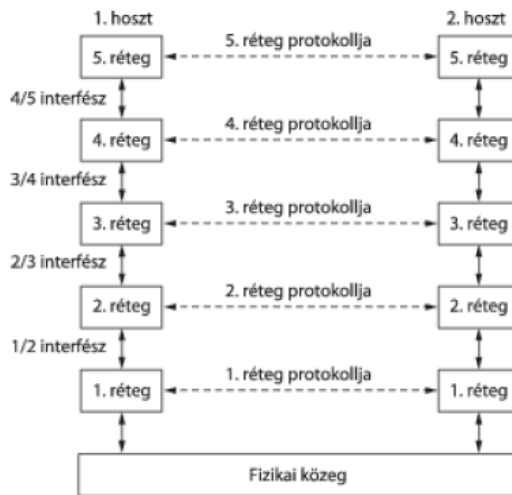 1. hoszt 2. hoszt
5. réteg 5. réteg protokollja 5. réteg
4/5 interfész
4. réteg 4. réteg protokollja 4. réteg
3/4 interfész
3. réteg 3. réteg protokollja 3. réteg
2/3 interfész
2. réteg 2. réteg protokollja 2. réteg
1/2 interfész
1. réteg 1. réteg protokollja 1. réteg
Fizikai közeg